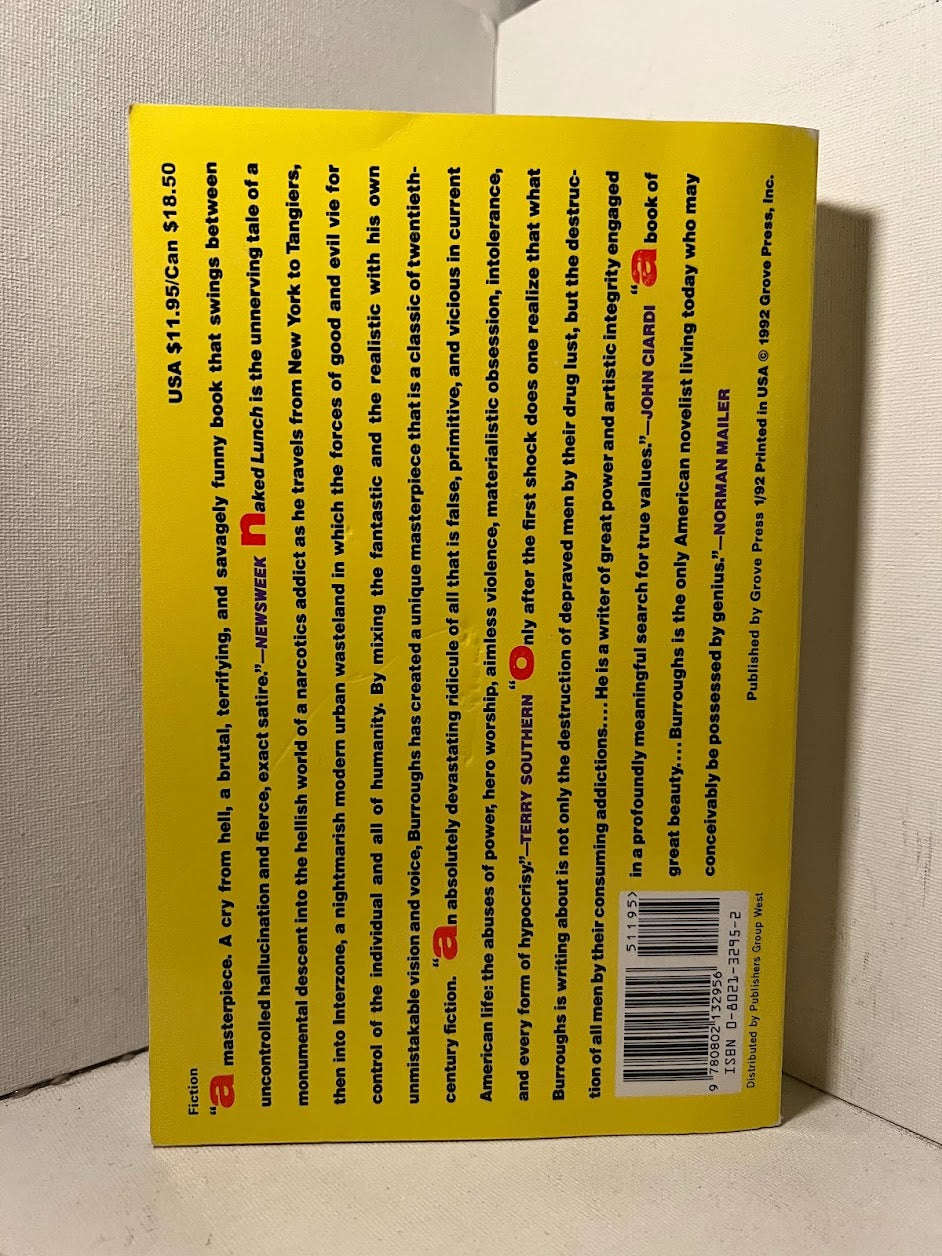 Fiction
USA $11.95/Can $18.50
“a masterpiece. A cry from hell, a brutal, terrifying, and savagely funny book that swings between
uncontrolled hallucination and fierce, exact satire.”—NEWSWEEK naked Lunch is the unnerving tale of a
monumental descent into the hellish world of a narcotics addict as he travels from New York to Tangiers,
then into Interzone, a nightmarish modern urban wasteland in which the forces of good and evil vie for
control of the individual and all of humanity. By mixing the fantastic and the realistic with his own
unmistakable vision and voice, Burroughs has created a unique masterpiece that is a classic of twentieth-
century fiction. “an absolutely devastating ridicule of all that is false, primitive, and vicious in current
American life: the abuses of power, hero worship, aimless violence, materialistic obsession, intolerance,
and every form of hypocrisy.”—TERRY SOUTHERN “only after the first shock does one realize that what
Burroughs is writing about is not only the destruction of depraved men by their drug lust, but the destruc-
tion of all men by their consuming addictions.... He is a writer of great power and artistic integrity engaged
in a profoundly meaningful search for true values.”—JOHN CIARDI “a book of
great beauty.... Burroughs is the only American novelist living today who may
conceivably be possessed by genius.”—NORMAN MAILER
Published by Grove Press 1/92 Printed in USA © 1992 Grove Press, Inc.
51195>
9 780802 132956
ISBN 0-8021-3295-2
Distributed by Publishers Group West